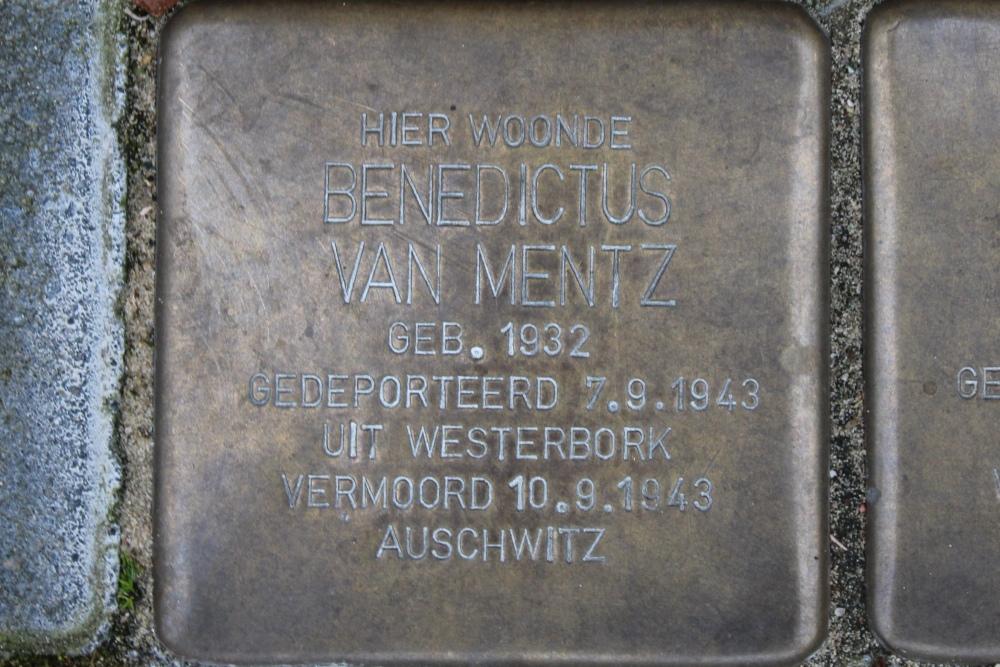 HIER WOONDE
BENEDICTUS
VAN MENTZ
GEB. 1932
GEDEPORTEERD 7.9.1943
UIT WESTERBORK
VERMOORD 10.9.1943
AUSCHWITZ